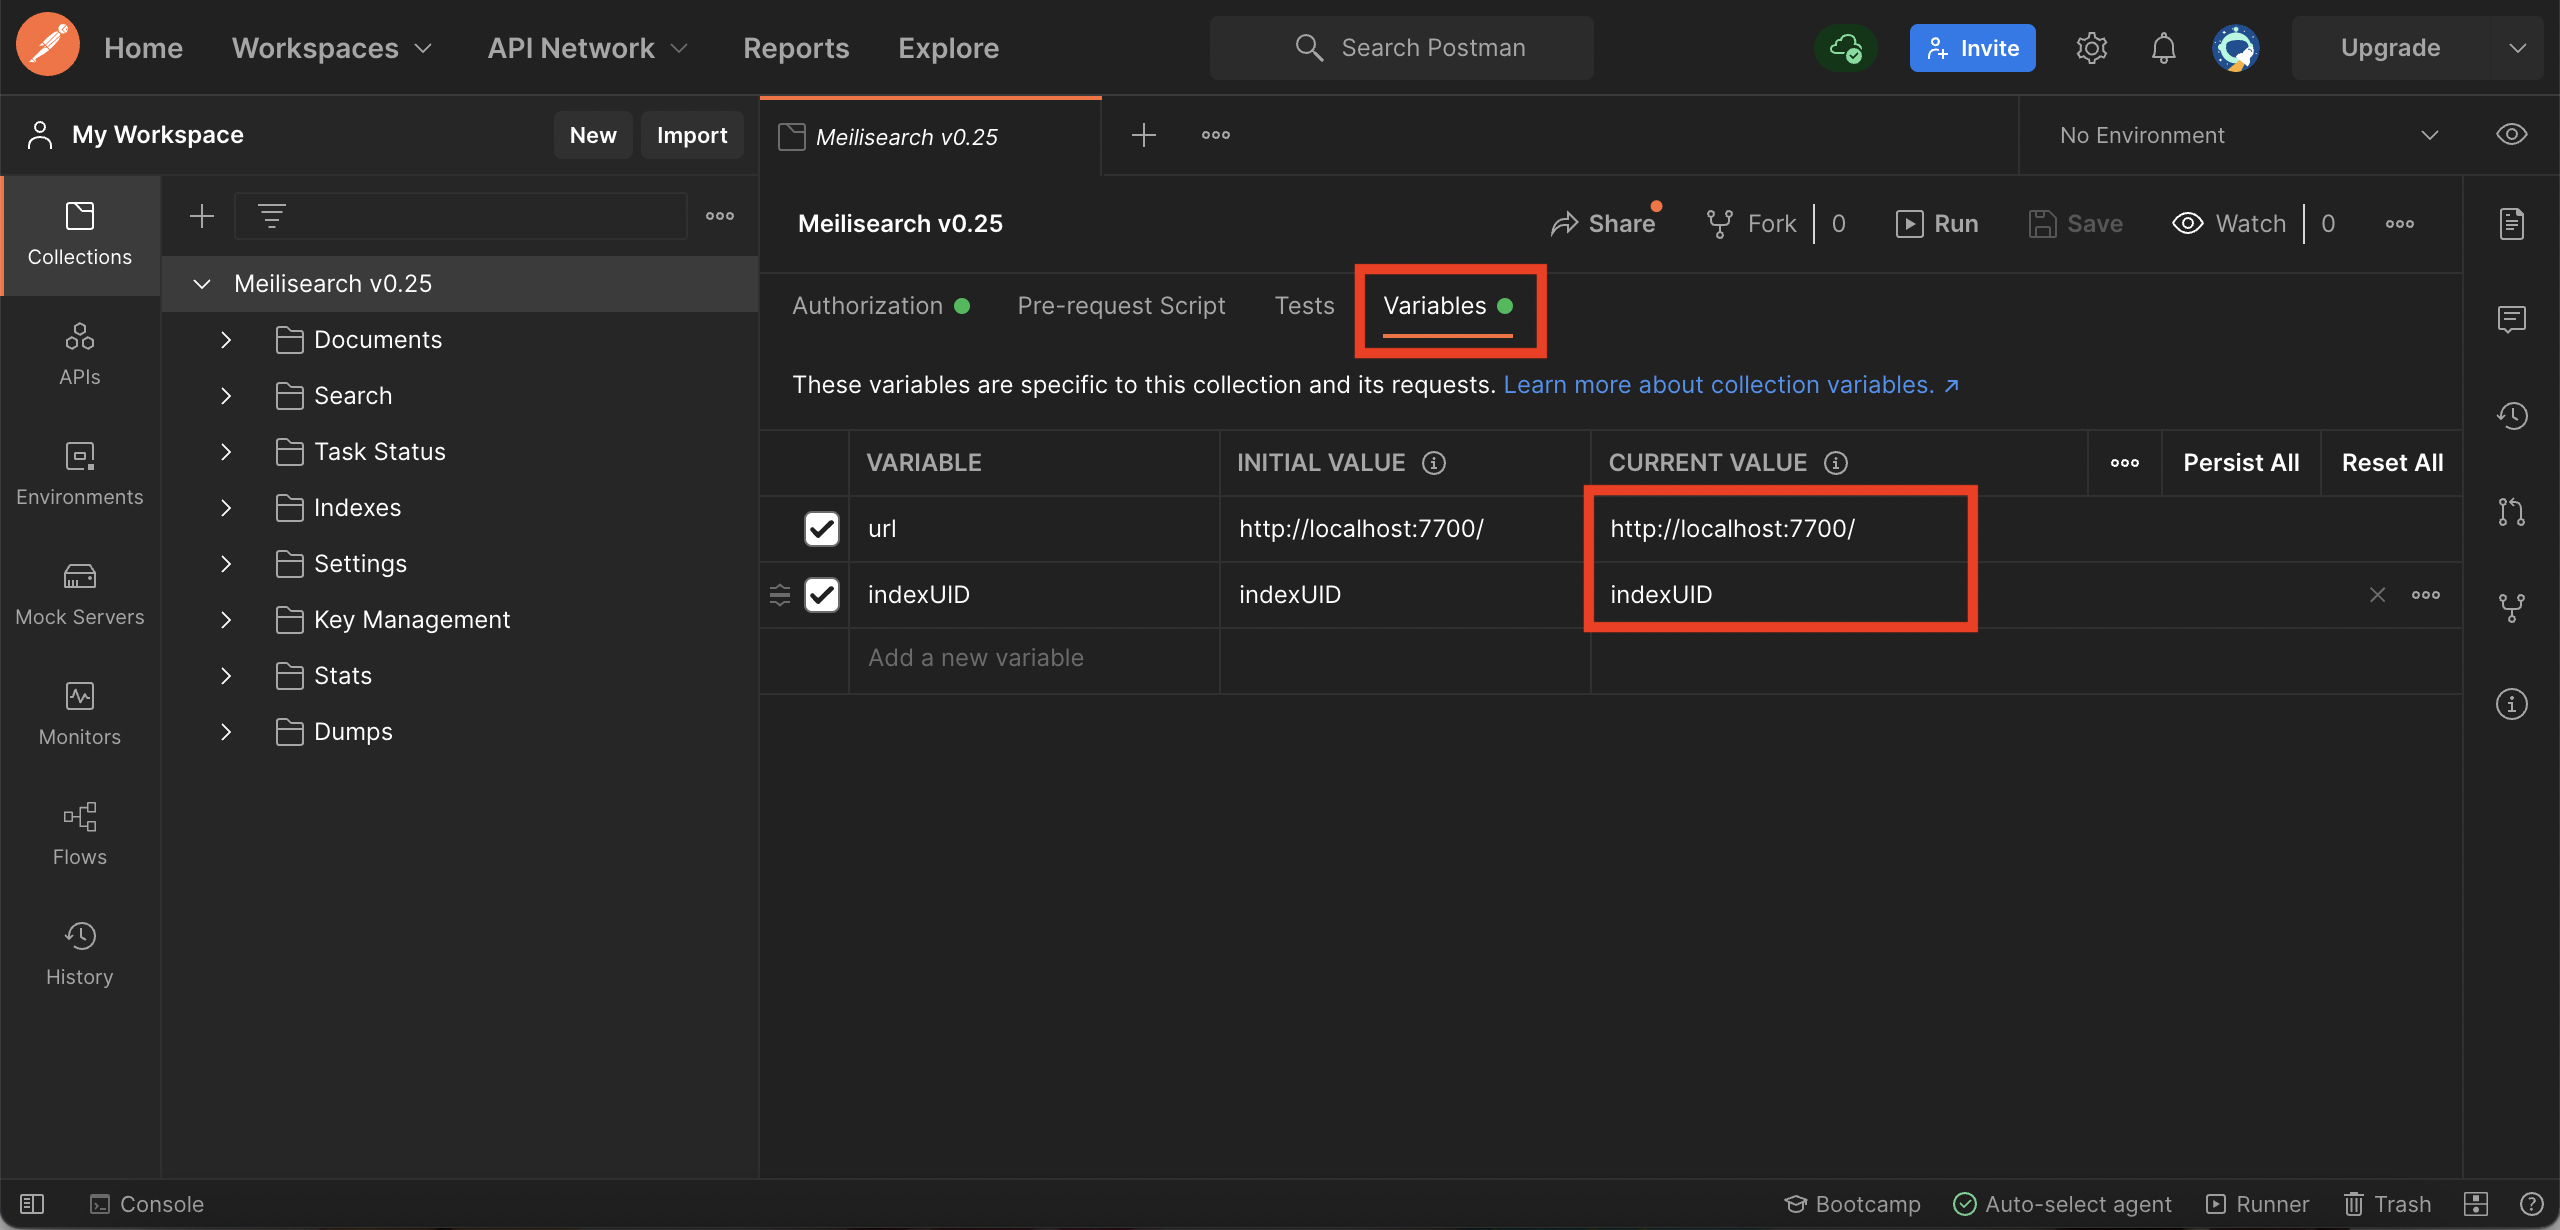 Home Workspaces API Network Reports Explore Search Postman Invite Upgrade
My Workspace New Import
Meilisearch v0.25 No Environment
Collections
APIs
Environments
Mock Servers
Monitors
Flows
History
Meilisearch v0.25
Documents
Search
Task Status
Indexes
Settings
Key Management
Stats
Dumps
Meilisearch v0.25 Share Fork 0 Run Save Watch 0
Authorization Pre-request Script Tests Variables
These variables are specific to this collection and its requests. Learn more about collection variables. ↗
VARIABLE INITIAL VALUE CURRENT VALUE Persist All Reset All
url http://localhost:7700/ http://localhost:7700/
indexUID indexUID indexUID
Add a new variable
Console Bootcamp Auto-select agent Runner Trash